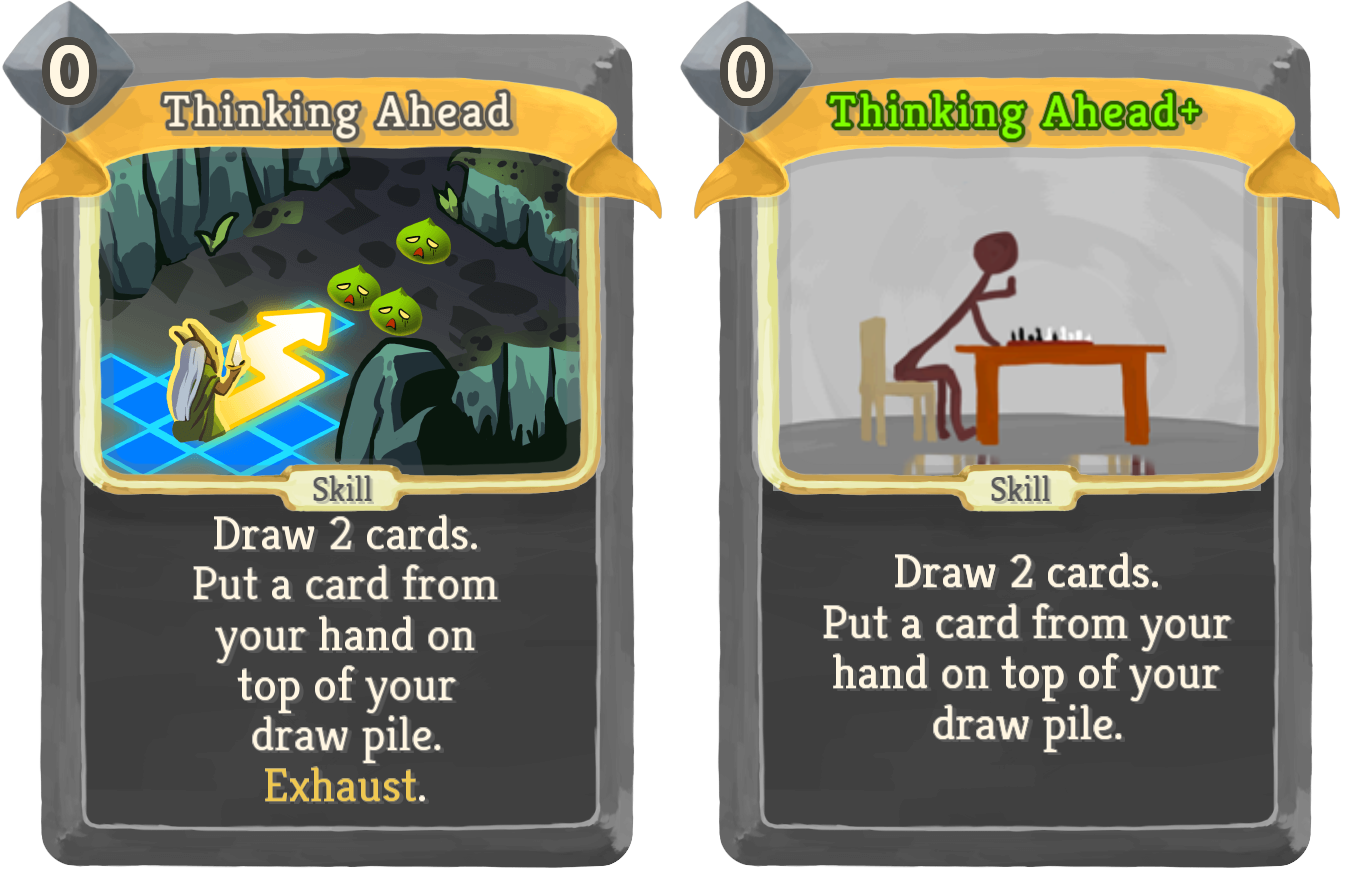 0
Thinking Ahead
Skill
Draw 2 cards.
Put a card from
your hand on
top of your
draw pile.
Exhaust.
0
Thinking Ahead+
Skill
Draw 2 cards.
Put a card from your
hand on top of your
draw pile.